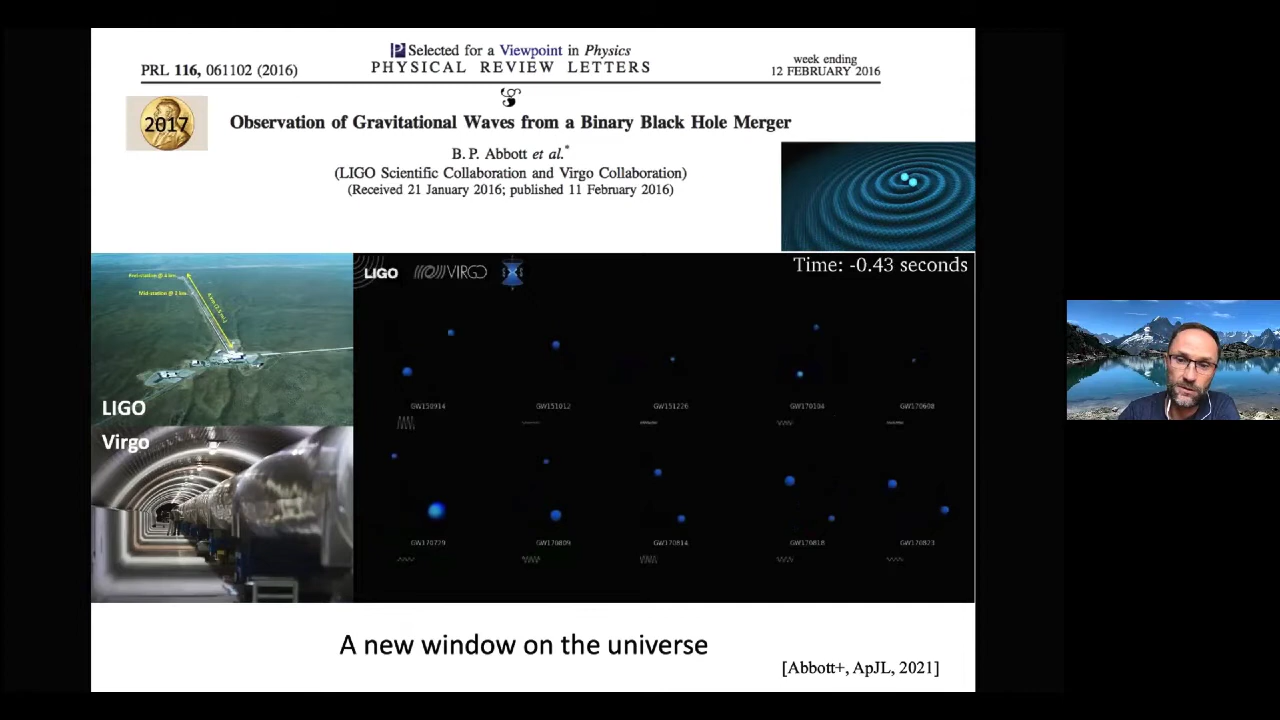 Selected for a Viewpoint in Physics
PRL 116, 061102 (2016)
PHYSICAL REVIEW LETTERS
week ending
12 FEBRUARY 2016
2017
Observation of Gravitational Waves from a Binary Black Hole Merger
B. P. Abbott et al.*
(LIGO Scientific Collaboration and Virgo Collaboration)
(Received 21 January 2016; published 11 February 2016)
LIGO
VIRGO
Time: -0.43 seconds
LIGO
Virgo
GW150914
GW151012
GW151226
GW170104
GW170608
GW170729
GW170809
GW170814
GW170818
GW170823
A new window on the universe
[Abbott+, ApJL, 2021]